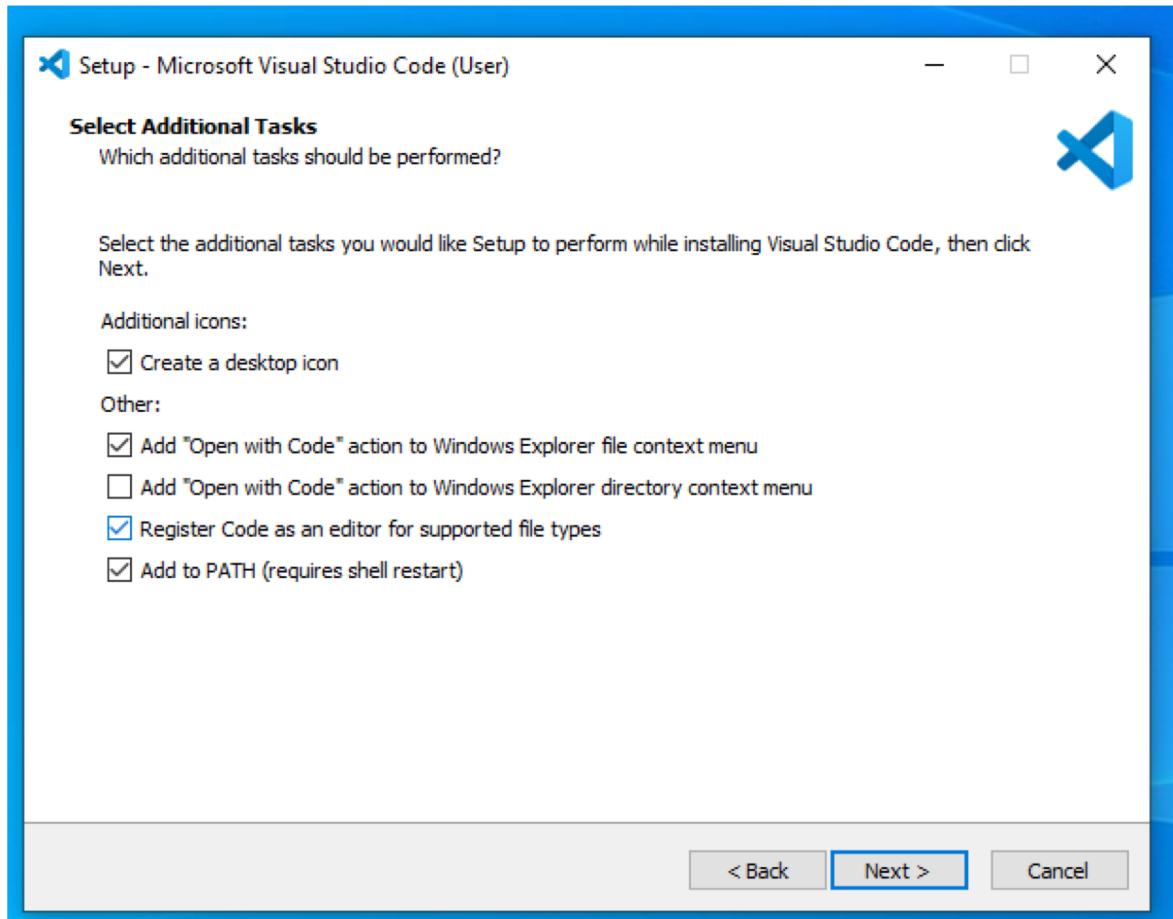 Setup - Microsoft Visual Studio Code (User)
Select Additional Tasks
Which additional tasks should be performed?
Select the additional tasks you would like Setup to perform while installing Visual Studio Code, then click
Next.
Additional icons:
Create a desktop icon
Other:
Add "Open with Code" action to Windows Explorer file context menu
Add "Open with Code" action to Windows Explorer directory context menu
Register Code as an editor for supported file types
Add to PATH (requires shell restart)
< Back Next > Cancel